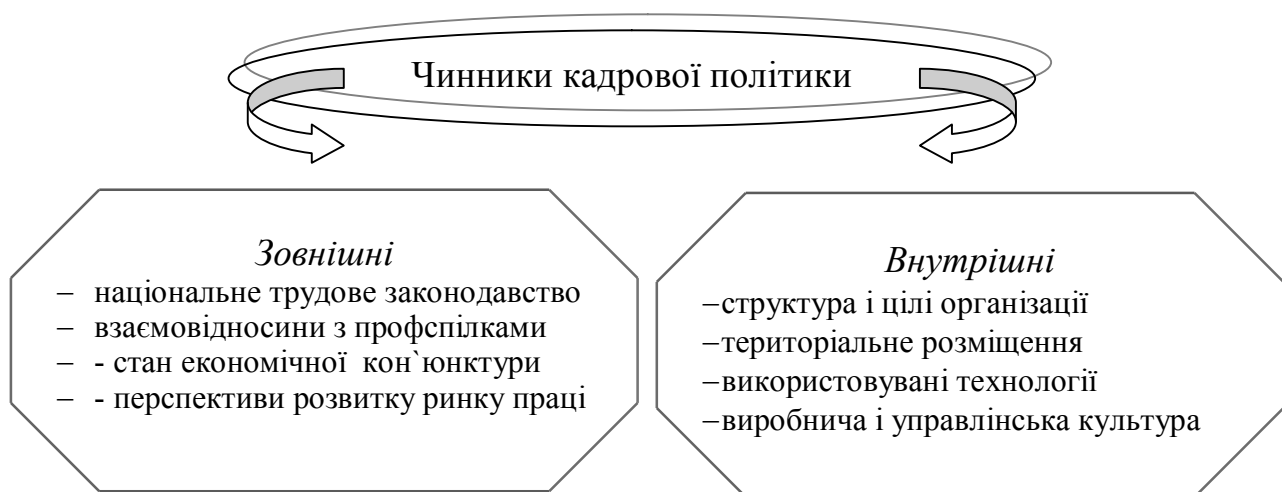 Чинники кадрової політики
Зовнішні
– національне трудове законодавство
– взаємовідносини з профспілками
– - стан економічної кон`юнктури
– - перспективи розвитку ринку праці
Внутрішні
–структура і цілі організації
–територіальне розміщення
–використовувані технології
–виробнича і управлінська культура